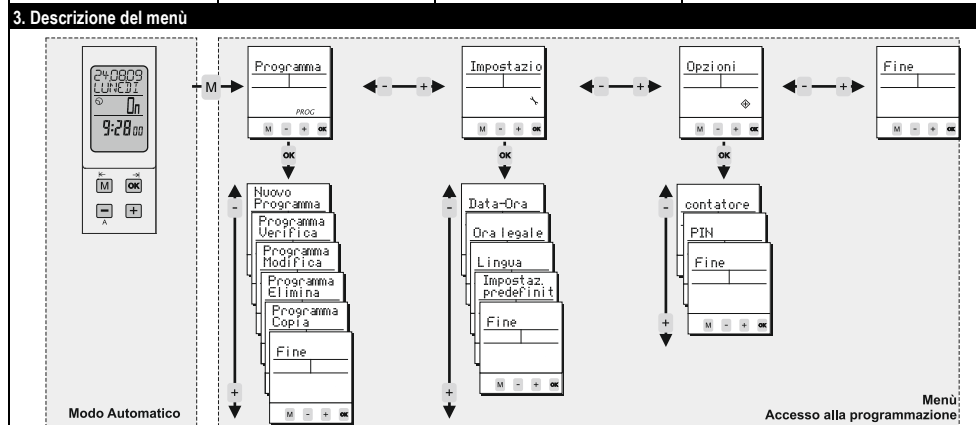 3. Descrizione del menù
24.0809
LUNEDI
On
9:28 00
M
OK
-
+
A
Modo Automatico
M
Programma
PROG
M - + OK
- +
Impostazio
M - + OK
- +
Opzioni
M - + OK
- +
Fine
M - + OK
OK
OK
OK
-
Nuovo
Programma
Programma
Verifica
Programma
Modifica
Programma
Elimina
Programma
Copia
Fine
M - + OK
+
-
Data-Ora
Ora legale
Lingua
Impostaz.
predefinit
Fine
M - + OK
+
-
contatore
PIN
Fine
M - + OK
+
Menù
Accesso alla programmazione